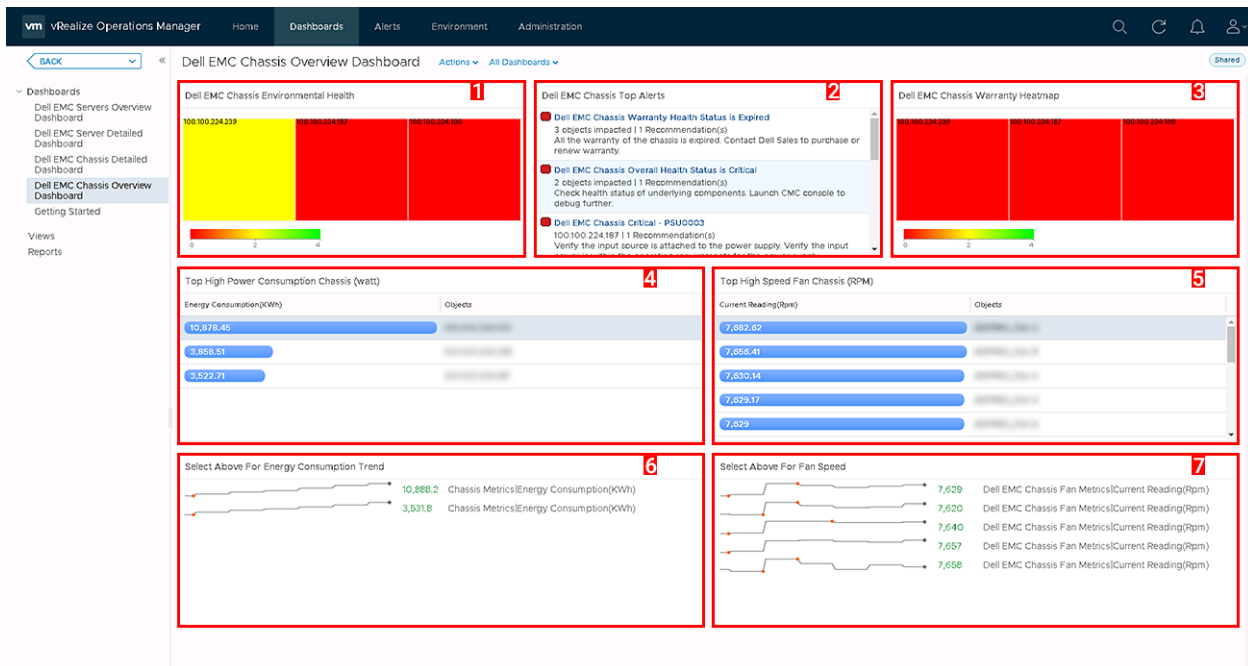 vm vRealize Operations Manager Home Dashboards Alerts Environment Administration
BACK
Dashboards
Dell EMC Servers Overview
Dashboard
Dell EMC Server Detailed
Dashboard
Dell EMC Chassis Detailed
Dashboard
Dell EMC Chassis Overview
Dashboard
Getting Started
Views
Reports
Dell EMC Chassis Overview Dashboard Actions All Dashboards Shared
Dell EMC Chassis Environmental Health 1
100.100.224.239 100.100.224.187 100.100.224.180
0 2 4
Dell EMC Chassis Top Alerts 2
Dell EMC Chassis Warranty Health Status is Expired
3 objects impacted | 1 Recommendation(s)
All the warranty of the chassis is expired. Contact Dell Sales to purchase or
renew warranty.
Dell EMC Chassis Overall Health Status is Critical
2 objects impacted | 1 Recommendation(s)
Check health status of underlying components. Launch CMC console to
debug further.
Dell EMC Chassis Critical - PSU0003
100.100.224.187 | 1 Recommendation(s)
Verify the input source is attached to the power supply. Verify the input
Dell EMC Chassis Warranty Heatmap 3
100.100.224.239 100.100.224.187 100.100.224.180
0 2 4
Top High Power Consumption Chassis (watt) 4
Energy Consumption(KWh) Objects
10,878.45
3,858.51
3,522.71
Top High Speed Fan Chassis (RPM) 5
Current Reading(Rpm) Objects
7,682.62
7,656.41
7,630.14
7,629.17
7,629
Select Above For Energy Consumption Trend 6
10,888.2 Chassis Metrics|Energy Consumption(KWh)
3,531.8 Chassis Metrics|Energy Consumption(KWh)
Select Above For Fan Speed 7
7,629 Dell EMC Chassis Fan Metrics|Current Reading(Rpm)
7,620 Dell EMC Chassis Fan Metrics|Current Reading(Rpm)
7,640 Dell EMC Chassis Fan Metrics|Current Reading(Rpm)
7,657 Dell EMC Chassis Fan Metrics|Current Reading(Rpm)
7,658 Dell EMC Chassis Fan Metrics|Current Reading(Rpm)